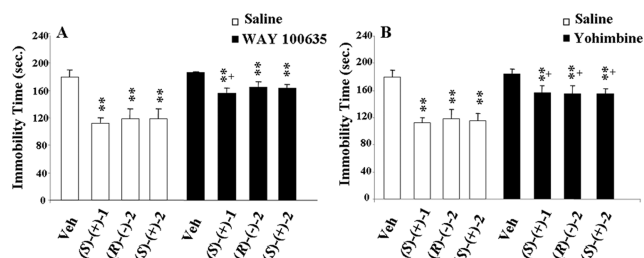 A
Saline
WAY 100635
Immobility Time (sec.)
240
200
160
120
80
40
0
**
**
**
**+
**
**
Veh
(S)-(+)-1
(R)-(-)-2
(S)-(+)-2
Veh
(S)-(+)-1
(R)-(-)-2
(S)-(+)-2
B
Saline
Yohimbine
Immobility Time (sec.)
240
200
160
120
80
40
0
**
**
**
**+
**+
**+
Veh
(S)-(+)-1
(R)-(-)-2
(S)-(+)-2
Veh
(S)-(+)-1
(R)-(-)-2
(S)-(+)-2